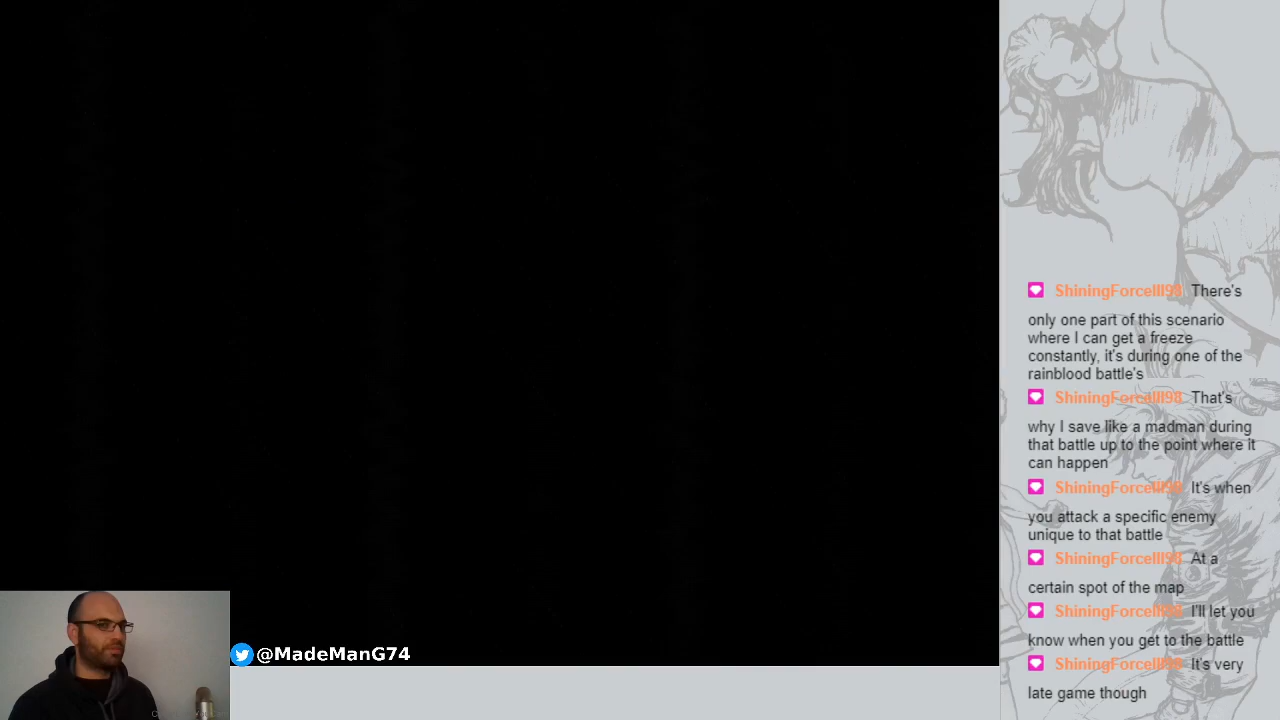 ShiningForceIII98 There's
only one part of this scenario
where I can get a freeze
constantly, it's during one of the
rainblood battle's
ShiningForceIII98 That's
why I save like a madman during
that battle up to the point where it
can happen
ShiningForceIII98 It's when
you attack a specific enemy
unique to that battle
ShiningForceIII98 At a
certain spot of the map
ShiningForceIII98 I'll let you
know when you get to the battle
ShiningForceIII98 It's very
late game though
@MadeManG74